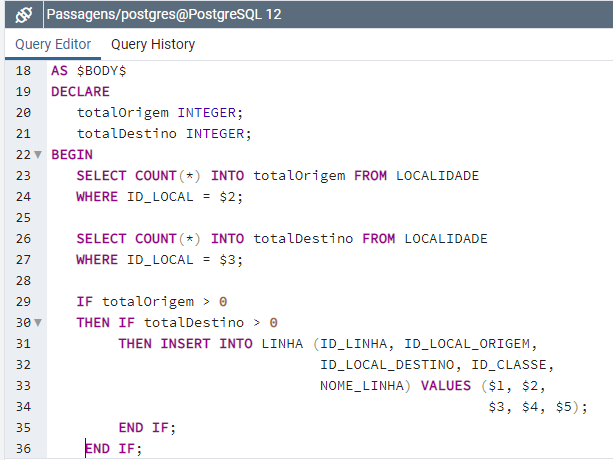 Passagens/postgres@PostgreSQL 12
Query Editor Query History
18 AS $BODY$
19 DECLARE
20 totalOrigem INTEGER;
21 totalDestino INTEGER;
22 BEGIN
23 SELECT COUNT(*) INTO totalOrigem FROM LOCALIDADE
24 WHERE ID_LOCAL = $2;
25
26 SELECT COUNT(*) INTO totalDestino FROM LOCALIDADE
27 WHERE ID_LOCAL = $3;
28
29 IF totalOrigem > 0
30 THEN IF totalDestino > 0
31 THEN INSERT INTO LINHA (ID_LINHA, ID_LOCAL_ORIGEM,
32 ID_LOCAL_DESTINO, ID_CLASSE,
33 NOME_LINHA) VALUES ($1, $2,
34 $3, $4, $5);
35 END IF;
36 END IF;